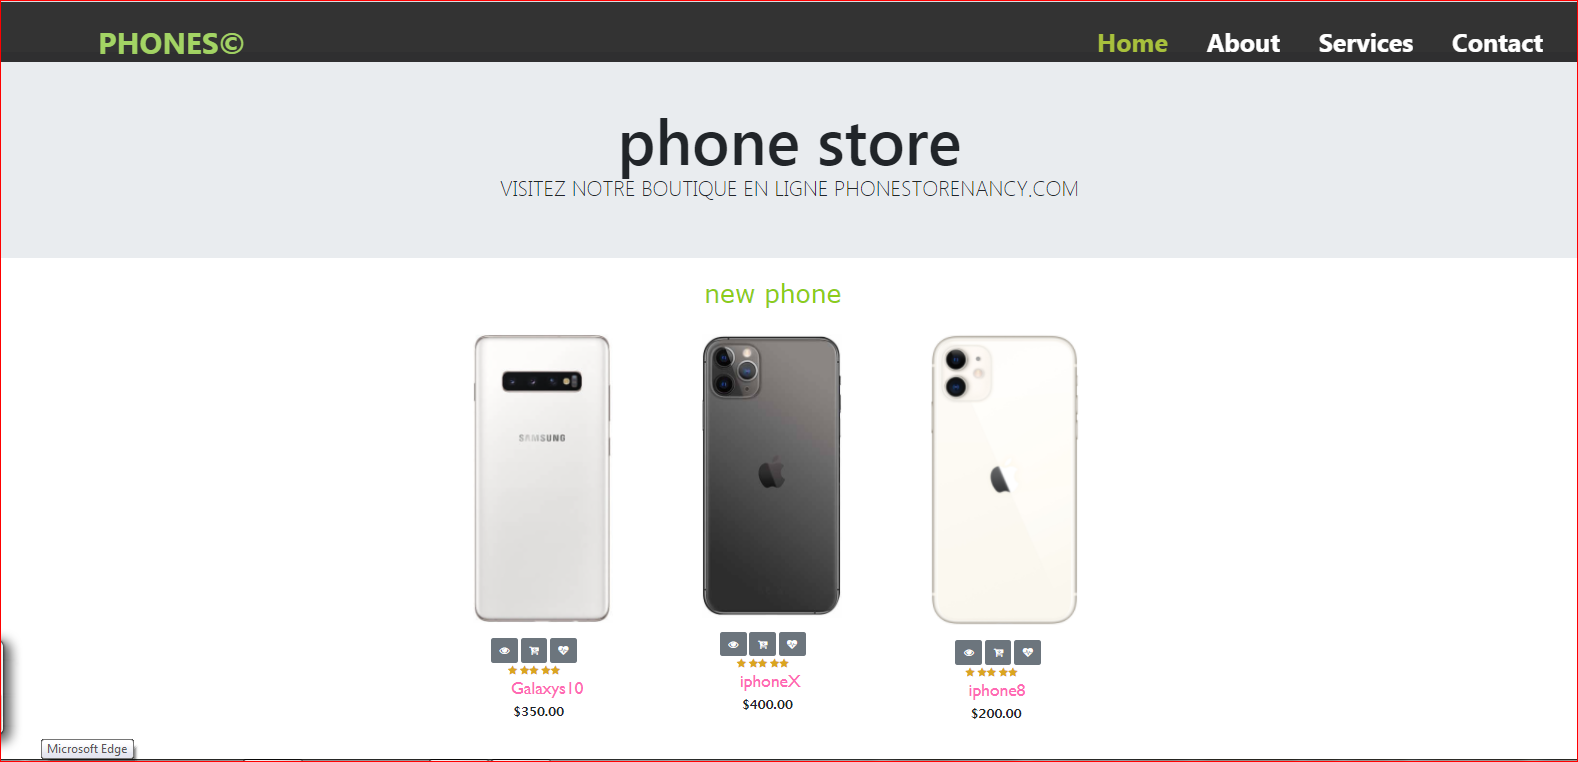 PHONES©
Home About Services Contact
phone store
VISITEZ NOTRE BOUTIQUE EN LIGNE PHONESTORENANCY.COM
new phone
SAMSUNG
Galaxys10
$350.00
iphoneX
$400.00
iphone8
$200.00
Microsoft Edge